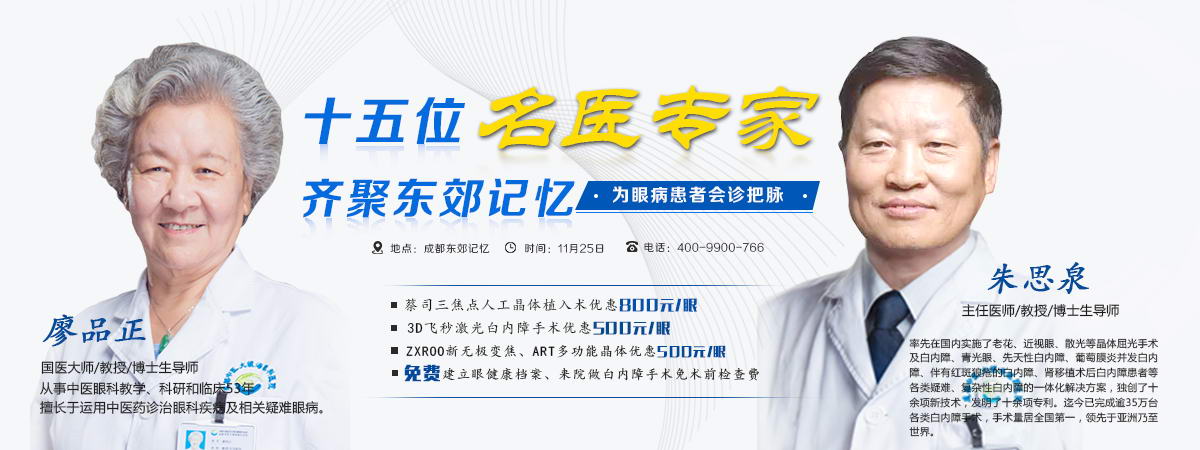 十五位 名医专家
齐聚东郊记忆
·为眼病患者会诊把脉·
地点：成都东郊记忆 时间：11月25日 电话：400-9900-766
蔡司三焦点人工晶体植入术优惠800元/眼
3D飞秒激光白内障手术优惠500元/眼
ZXR00新无极变焦、ART多功能晶体优惠500元/眼
免费建立眼健康档案、来院做白内障手术免术前检查费
廖品正
国医大师/教授/博士生导师
从事中医眼科教学、科研和临床53年
擅长于运用中医药诊治眼科疾病及相关疑难眼病。
朱思泉
主任医师/教授/博士生导师
率先在国内实施了老花、近视眼、散光等晶体屈光手术
及白内障、青光眼、先天性白内障、葡萄膜炎并发白内
障、伴有红斑狼疮的白内障、肾移植术后白内障患者等
各类疑难、复杂性白内障的一体化解决方案，独创了十
余项新技术，发明了十余项专利。迄今已完成逾35万台
各类白内障手术，手术量居全国第一，领先于亚洲乃至
世界。